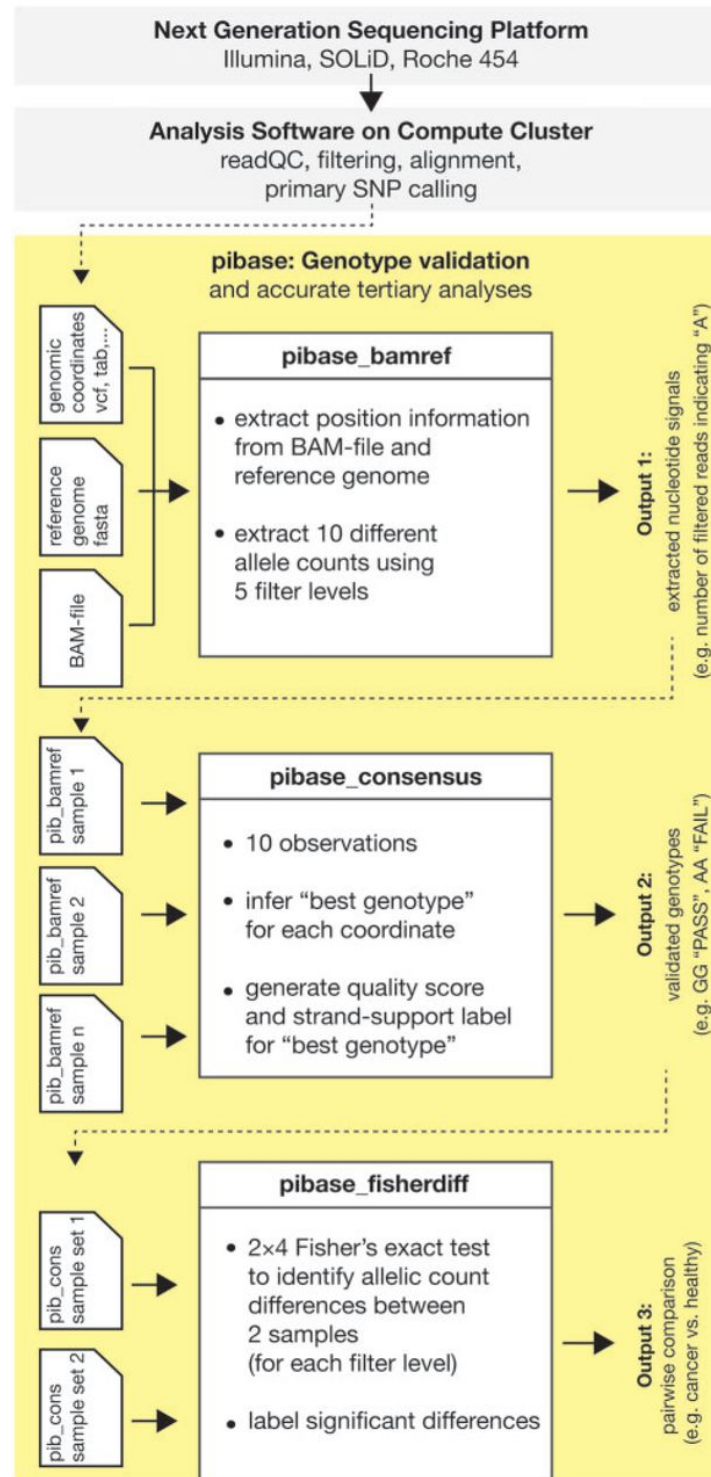 Next Generation Sequencing Platform
Illumina, SOLiD, Roche 454
Analysis Software on Compute Cluster
readQC, filtering, alignment,
primary SNP calling
pibase: Genotype validation
and accurate tertiary analyses
genomic
coordinates
vcf, tab,...
reference
genome
fasta
BAM-file
pibase_bamref
• extract position information
from BAM-file and
reference genome
• extract 10 different
allele counts using
5 filter levels
Output 1:
extracted nucleotide signals
(e.g. number of filtered reads indicating “A”)
pib_bamref
sample 1
pib_bamref
sample 2
pib_bamref
sample n
pibase_consensus
• 10 observations
• infer “best genotype”
for each coordinate
• generate quality score
and strand-support label
for “best genotype”
Output 2:
validated genotypes
(e.g. GG “PASS”, AA “FAIL”)
pib_cons
sample set 1
pib_cons
sample set 2
pibase_fisherdiff
• 2×4 Fisher’s exact test
to identify allelic count
differences between
2 samples
(for each filter level)
• label significant differences
Output 3:
pairwise comparison
(e.g. cancer vs. healthy)